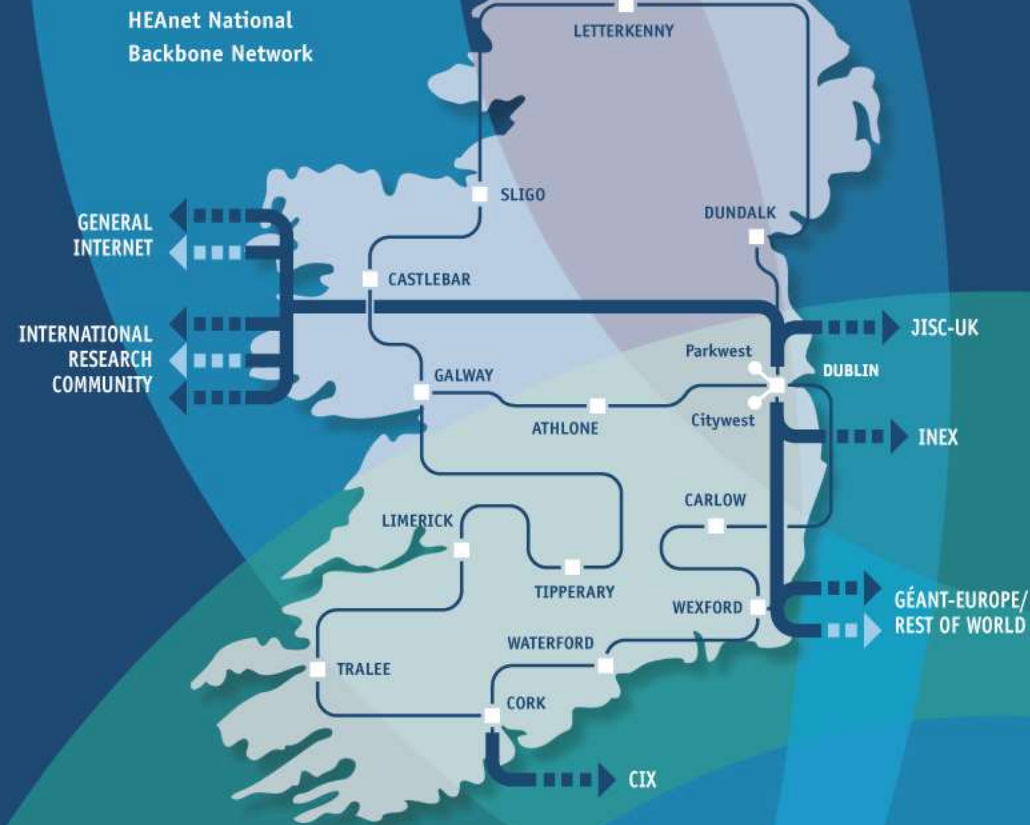 HEAnet National
Backbone Network
LETTERKENNY
SLIGO
DUNDALK
GENERAL
INTERNET
CASTLEBAR
INTERNATIONAL
RESEARCH
COMMUNITY
JISC-UK
Parkwest
DUBLIN
GALWAY
Citywest
ATHLONE
INEX
CARLOW
LIMERICK
TIPPERARY
WEXFORD
GÉANT-EUROPE/
REST OF WORLD
WATERFORD
TRALEE
CORK
CIX